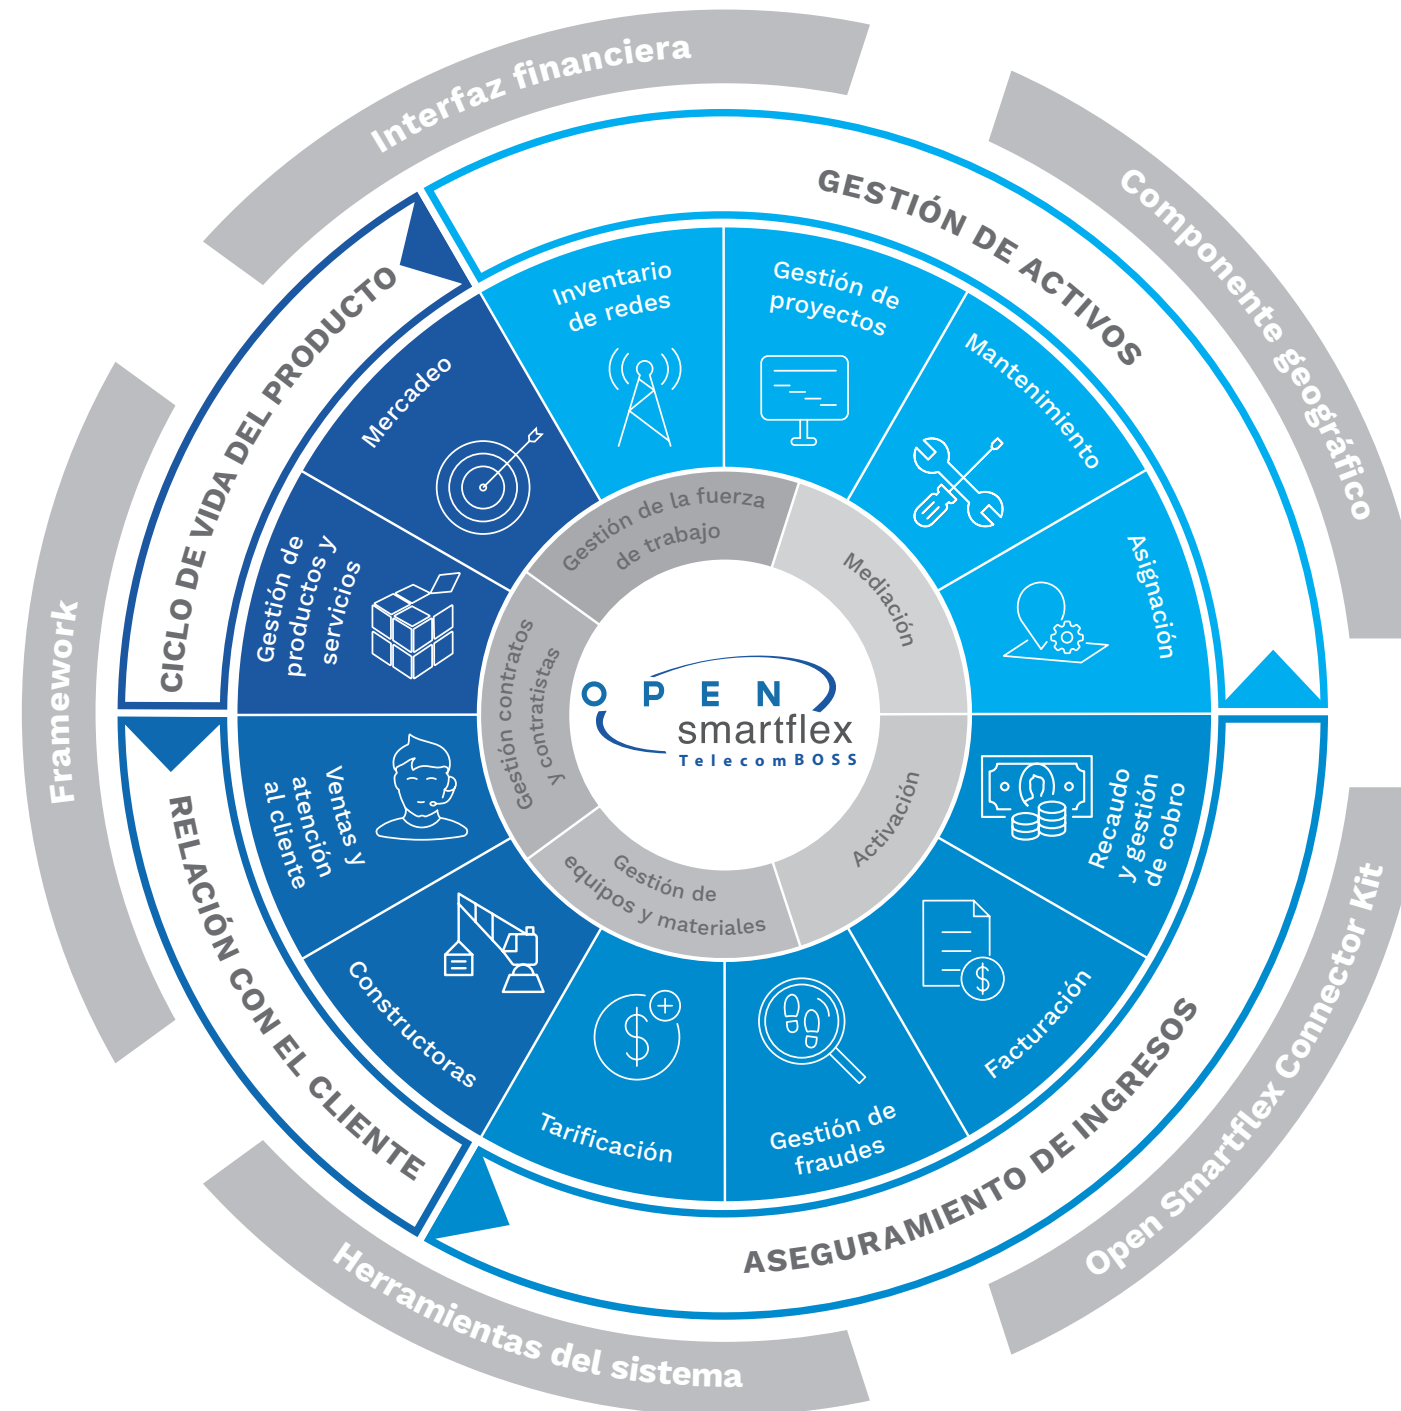 Interfaz financiera
Componente geográfico
Open Smartflex Connector Kit
Herramientas del sistema
Framework
GESTIÓN DE ACTIVOS
ASEGURAMIENTO DE INGRESOS
RELACIÓN CON EL CLIENTE
CICLO DE VIDA DEL PRODUCTO
Inventario
de redes
Gestión de
proyectos
Mantenimiento
Asignación
Recaudo
y gestión
de cobro
Facturación
Gestión de
fraudes
Tarificación
Constructoras
Ventas y
atención
al cliente
Gestión de
productos y
servicios
Mercadeo
Gestión de la fuerza
de trabajo
Mediación
Activación
Gestión de
equipos y materiales
Gestión contratos
y contratistas
OPEN
smartflex
TelecomBOSS